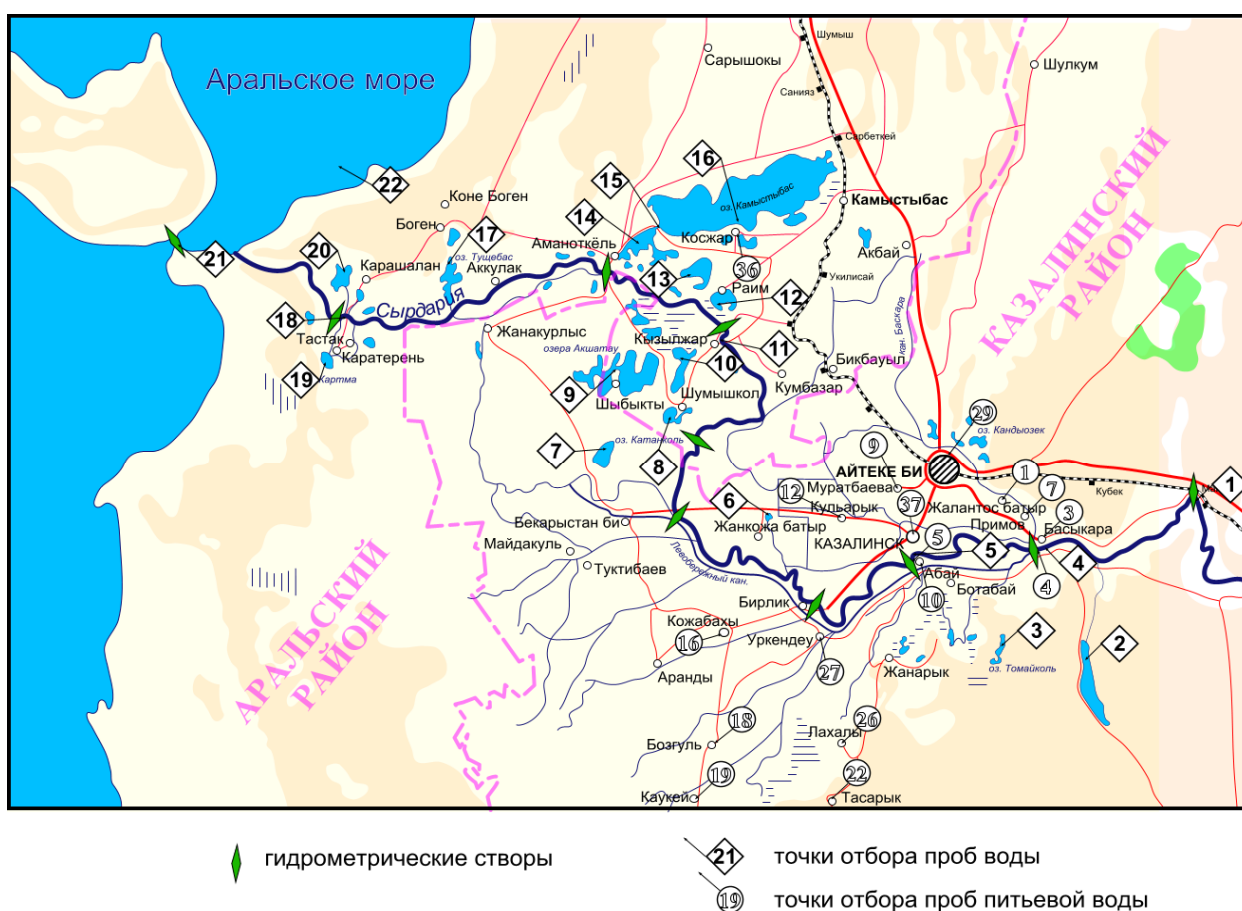 Шумыш
Сарышокы
Шулкум
Аральское море
Санияз
Сарбеткей
16
22
15
оз. Камыстыбас
Коне Боген
Камыстыбас
КАЗАЛИНСКИЙ
РАЙОН
14
Боген
17
Косжар
Аманоткёль
Акбай
21
20
оз. Тущебас
36
Карашалан
Аккулак
13
Укилисай
Раим
12
Сырдария
18
Жанакурлыс
кан. Баскара
Тастак
Кызылжар
11
Каратерень
озера Акшатау
10
Бикбауыл
19
Картма
9
Кумбазар
Шыбыкты
Шумышкол
29
оз. Кандыозек
7
оз. Катанколь
8
9
АЙТЕКЕ БИ
1
1
6
12
Муратбаева
Кубек
7
Кульарык
37
Жалантос батыр
3
Бекарыстан би
Жанкожа батыр
Примов
Басыкара
КАЗАЛИНСК
5
Майдакуль
5
4
Туктибаев
Левобережный кан.
Абай
Ботабай
10
4
Бирлик
АРАЛЬСКИЙ
РАЙОН
Кожабахы
16
Уркендеу
3
2
Аранды
27
Жанарык
оз. Томайколь
18
26
Бозгуль
Лахалы
19
22
Каукей
Тасарык
гидрометрические створы
21
точки отбора проб воды
19
точки отбора проб питьевой воды